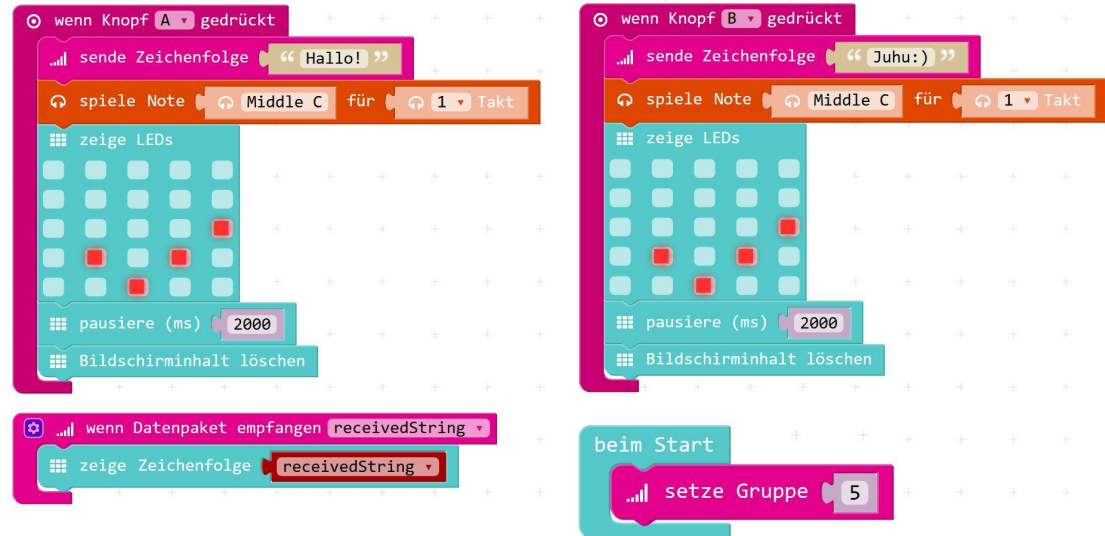 wenn Knopf A gedrückt
sende Zeichenfolge “ Hallo! ”
spiele Note Middle C für 1 Takt
zeige LEDs
pausiere (ms) 2000
Bildschirminhalt löschen
wenn Datenpaket empfangen receivedString
zeige Zeichenfolge receivedString
wenn Knopf B gedrückt
sende Zeichenfolge “ Juhu:) ”
spiele Note Middle C für 1 Takt
zeige LEDs
pausiere (ms) 2000
Bildschirminhalt löschen
beim Start
setze Gruppe 5